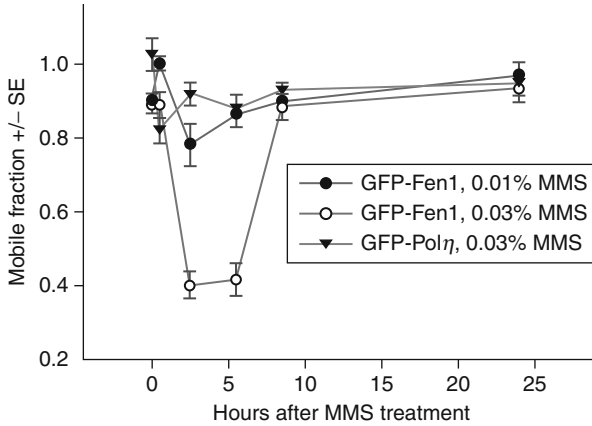 Mobile fraction +/− SE
1.0
0.8
0.6
0.4
0.2
GFP-Fen1, 0.01% MMS
GFP-Fen1, 0.03% MMS
GFP-Polη, 0.03% MMS
0 5 10 15 20 25
Hours after MMS treatment